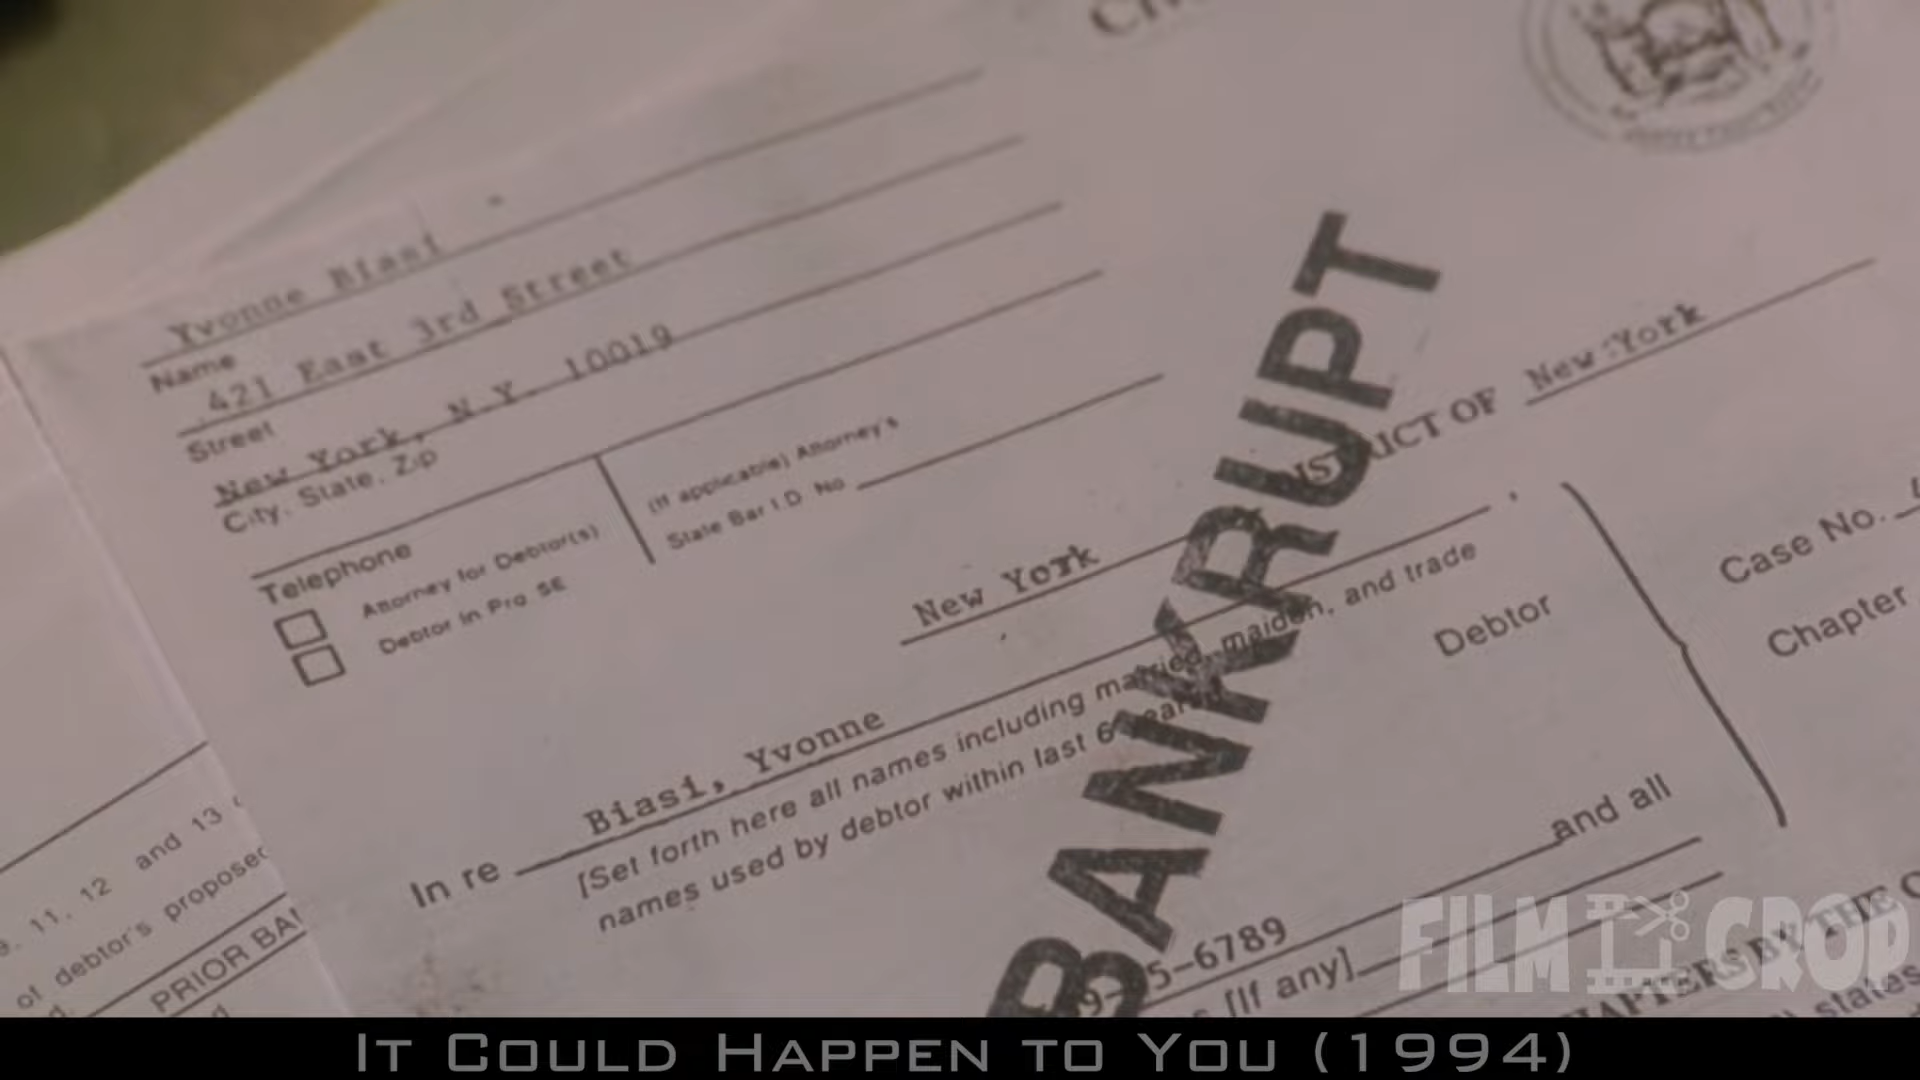 Yvonne Biasi
Name
421 East 3rd Street
Street
New York, N.Y. 10019
City, State, Zip
Telephone
Attorney for Debtor(s)
Debtor in Pro SE
(If applicable) Attorney's
State Bar I.D. No.
New York
DISTRICT OF New York
BANKRUPT
In re Biasi, Yvonne
[Set forth here all names including married, maiden, and trade
names used by debtor within last 6 years]
Debtor
Case No.
Chapter
and all
5-6789
[If any]
CHAPTERS BY THE
states
11, 12 and 13
of debtor's proposed
PRIOR BA
FILM CROP
It Could Happen to You (1994)